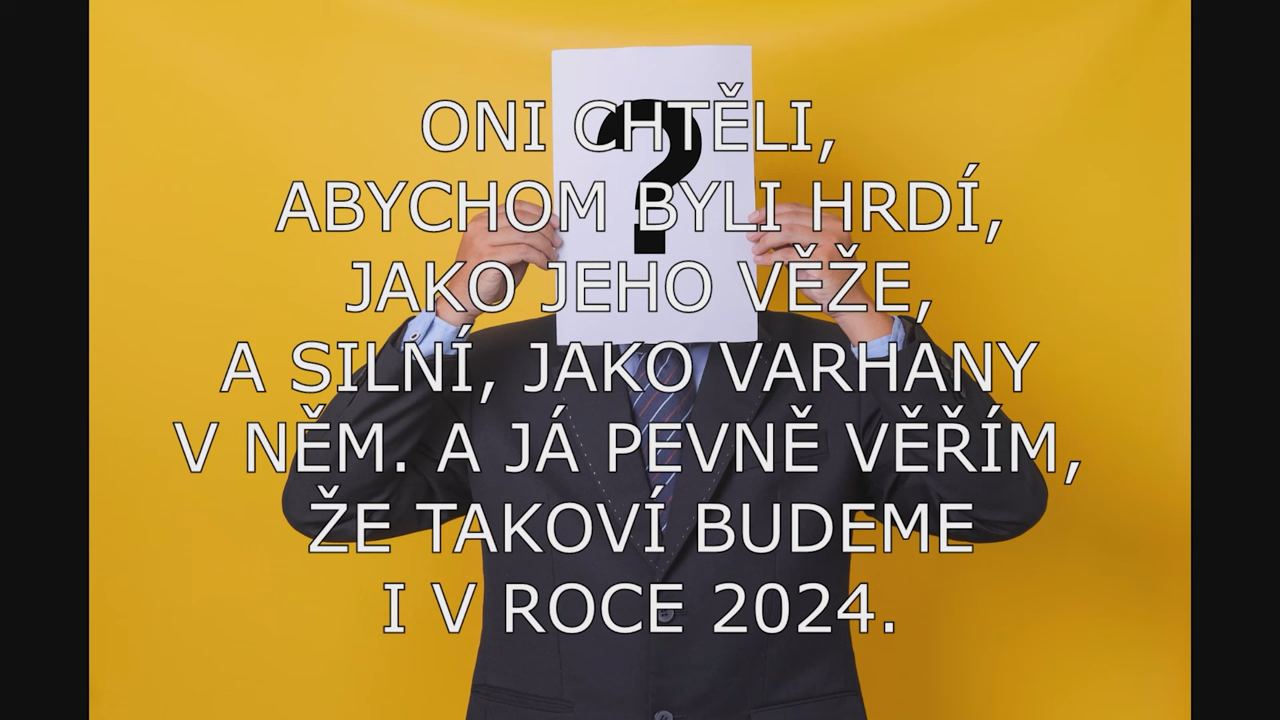 ?
ONI CHTĚLI,
ABYCHOM BYLI HRDÍ,
JAKO JEHO VĚŽE,
A SILNÍ, JAKO VARHANY
V NĚM. A JÁ PEVNĚ VĚŘÍM,
ŽE TAKOVÍ BUDEME
I V ROCE 2024.